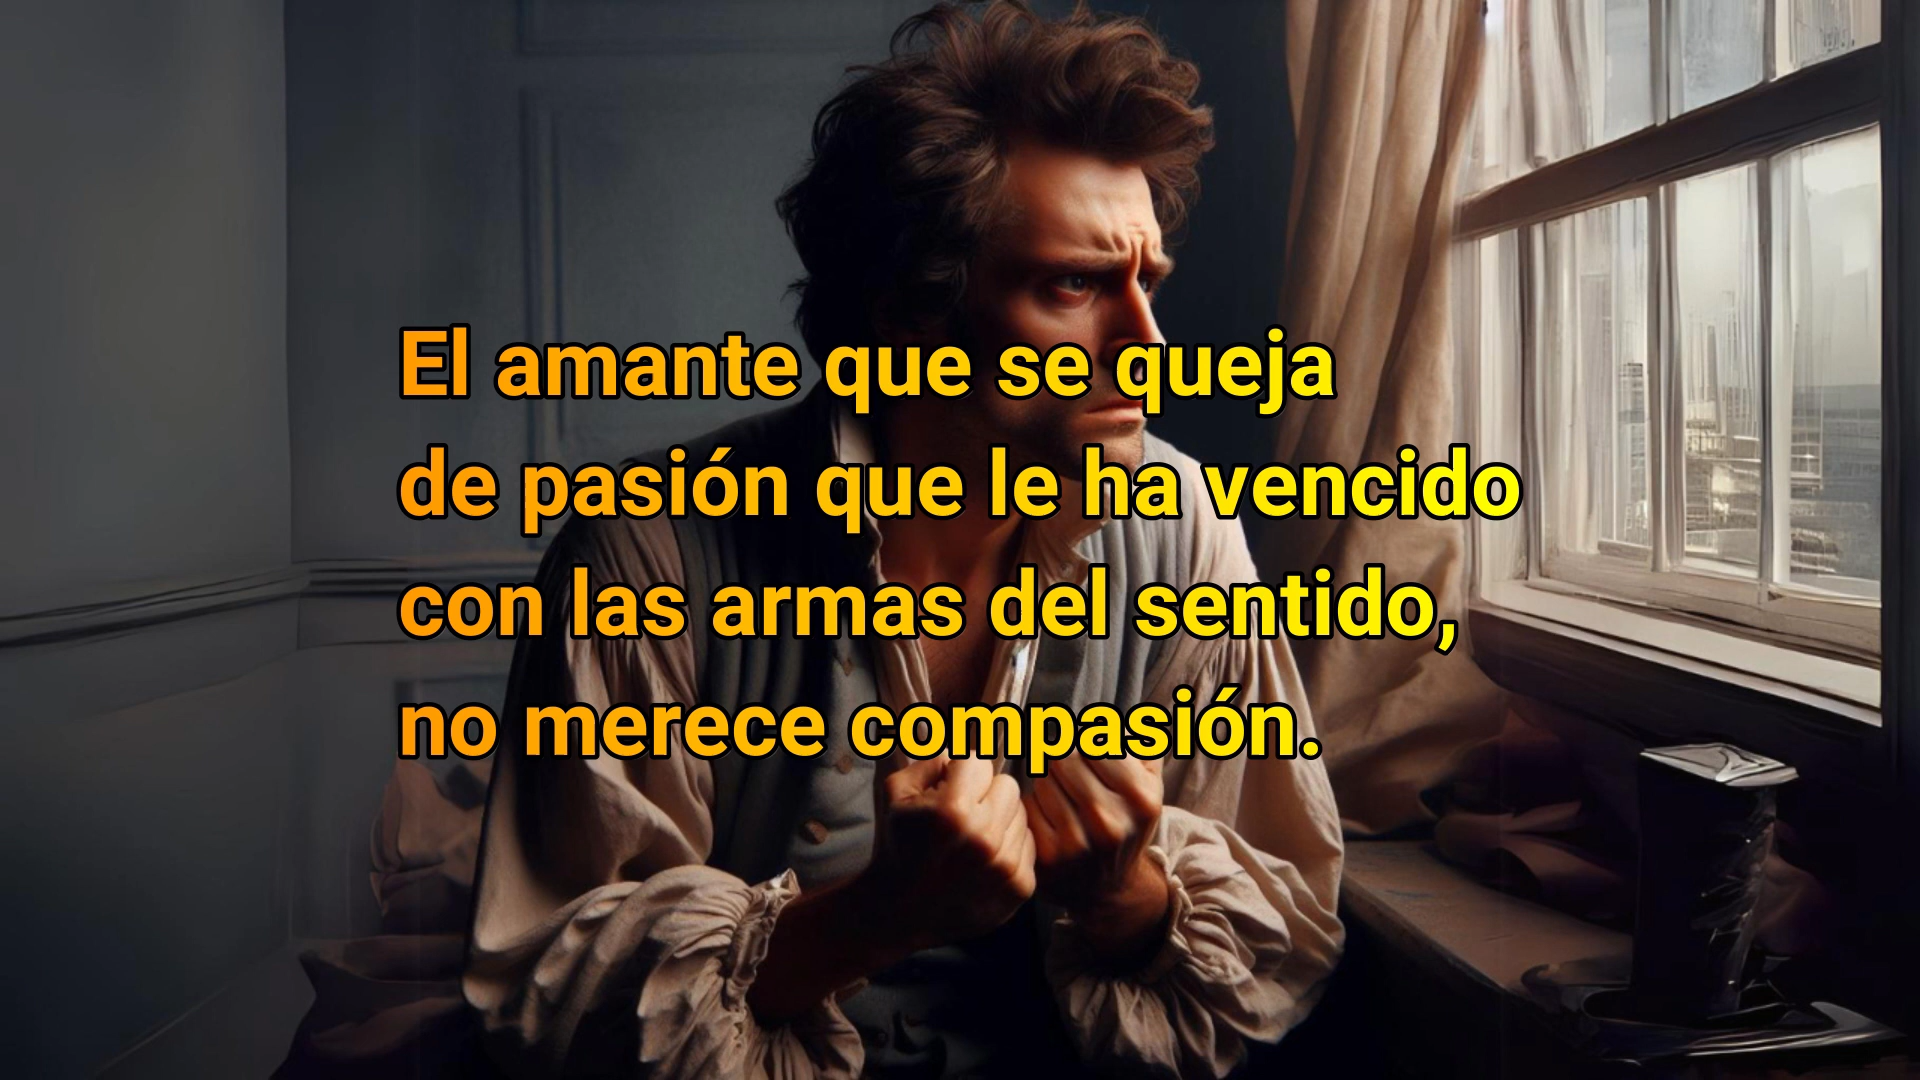 El amante que se queja
de pasión que le ha vencido
con las armas del sentido,
no merece compasión.